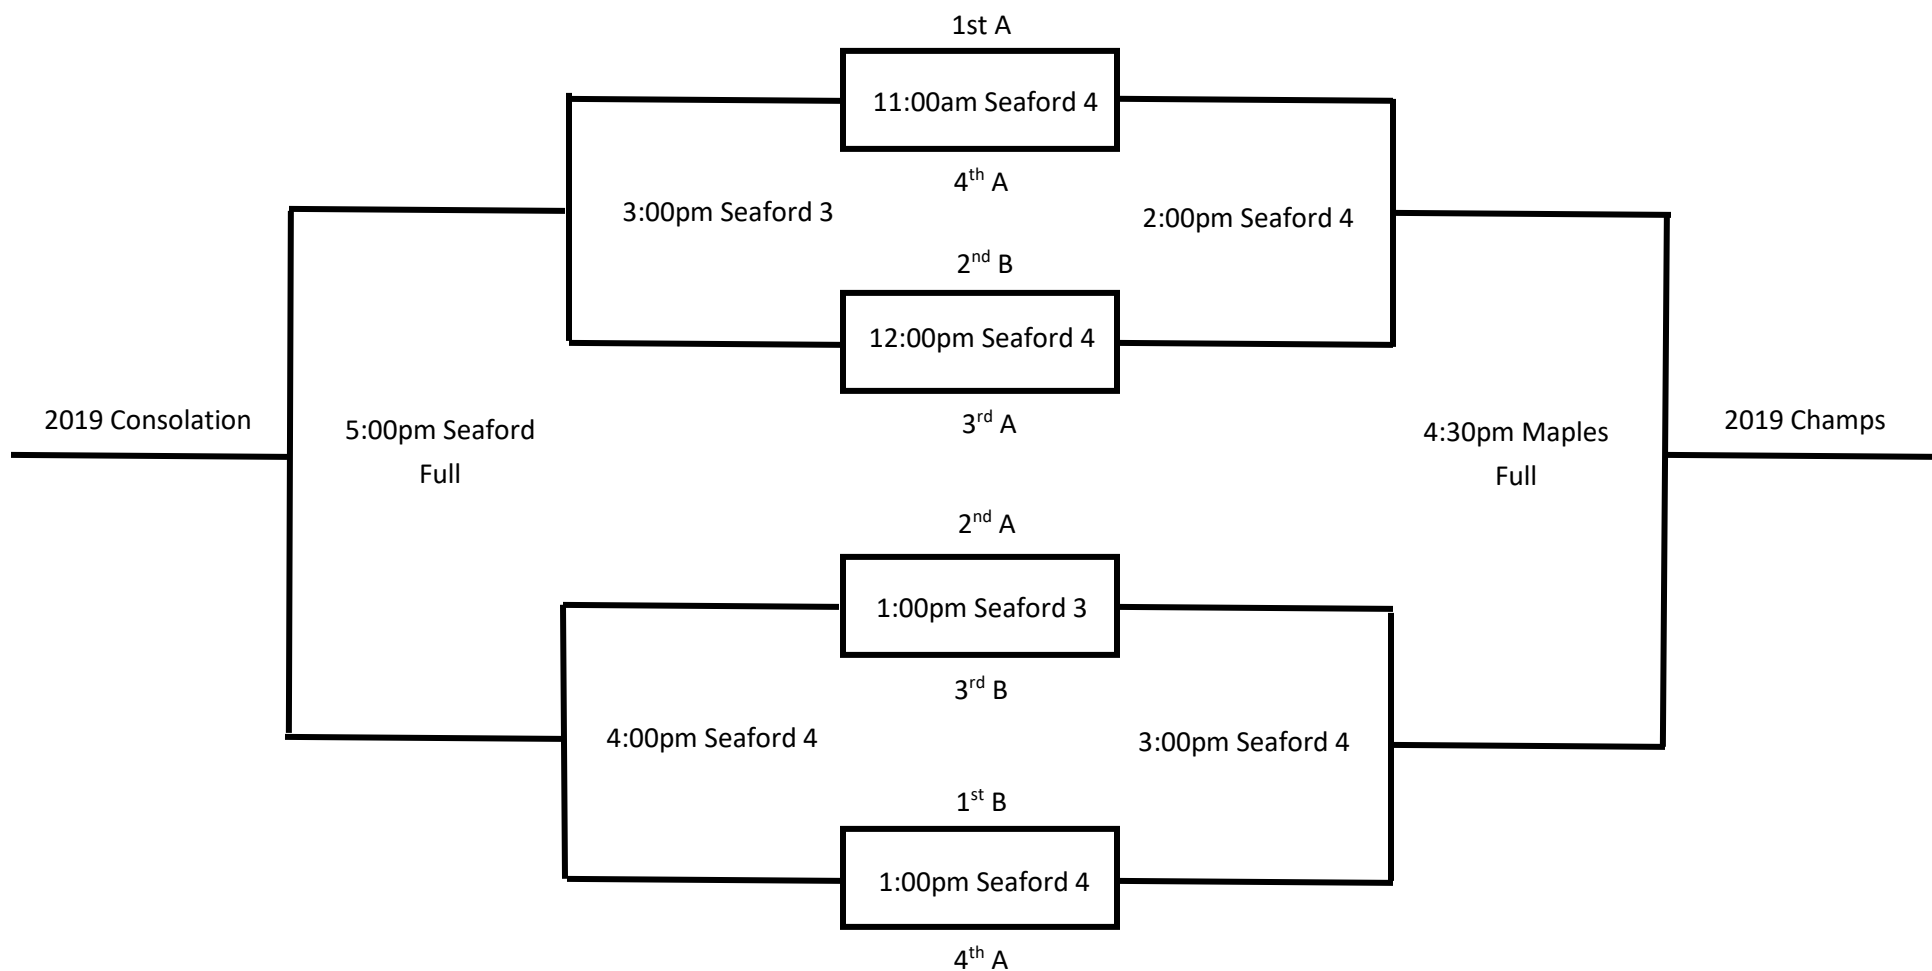 1st A
11:00am Seaford 4
4th A
3:00pm Seaford 3
2:00pm Seaford 4
2nd B
12:00pm Seaford 4
3rd A
2019 Consolation
5:00pm Seaford
Full
4:30pm Maples
Full
2019 Champs
2nd A
1:00pm Seaford 3
3rd B
4:00pm Seaford 4
3:00pm Seaford 4
1st B
1:00pm Seaford 4
4th A